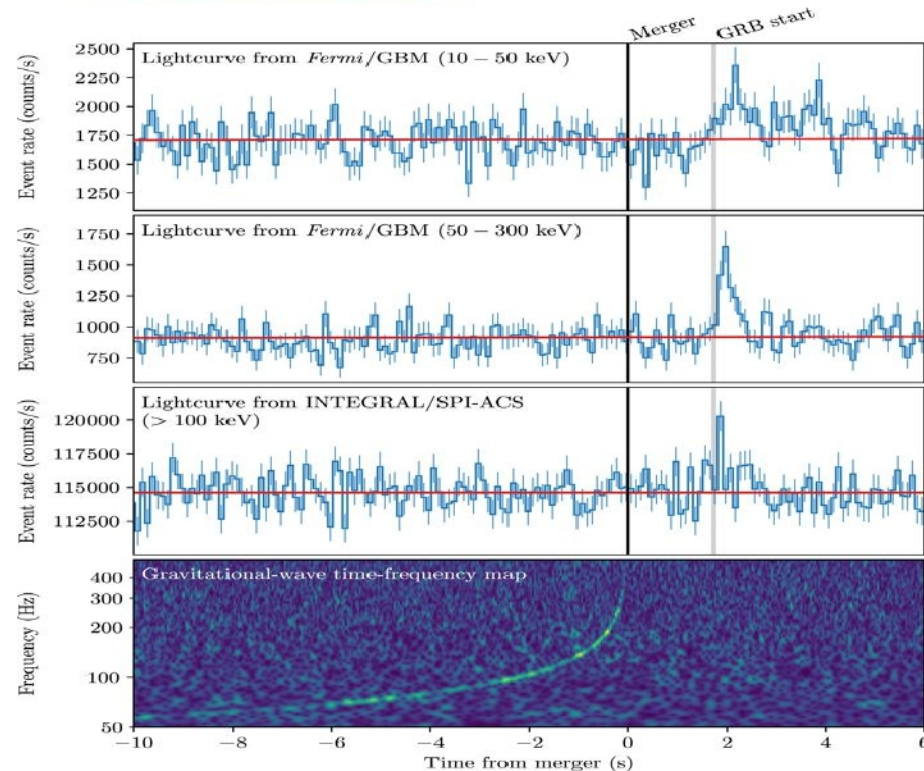 Merger
GRB start
Lightcurve from Fermi/GBM (10 − 50 keV)
2500
2250
2000
1750
1500
1250
Event rate (counts/s)
Lightcurve from Fermi/GBM (50 − 300 keV)
1750
1500
1250
1000
750
Event rate (counts/s)
Lightcurve from INTEGRAL/SPI-ACS
(> 100 keV)
120000
117500
115000
112500
Event rate (counts/s)
Gravitational-wave time-frequency map
400
300
200
100
50
Frequency (Hz)
−10 −8 −6 −4 −2 0 2 4 6
Time from merger (s)